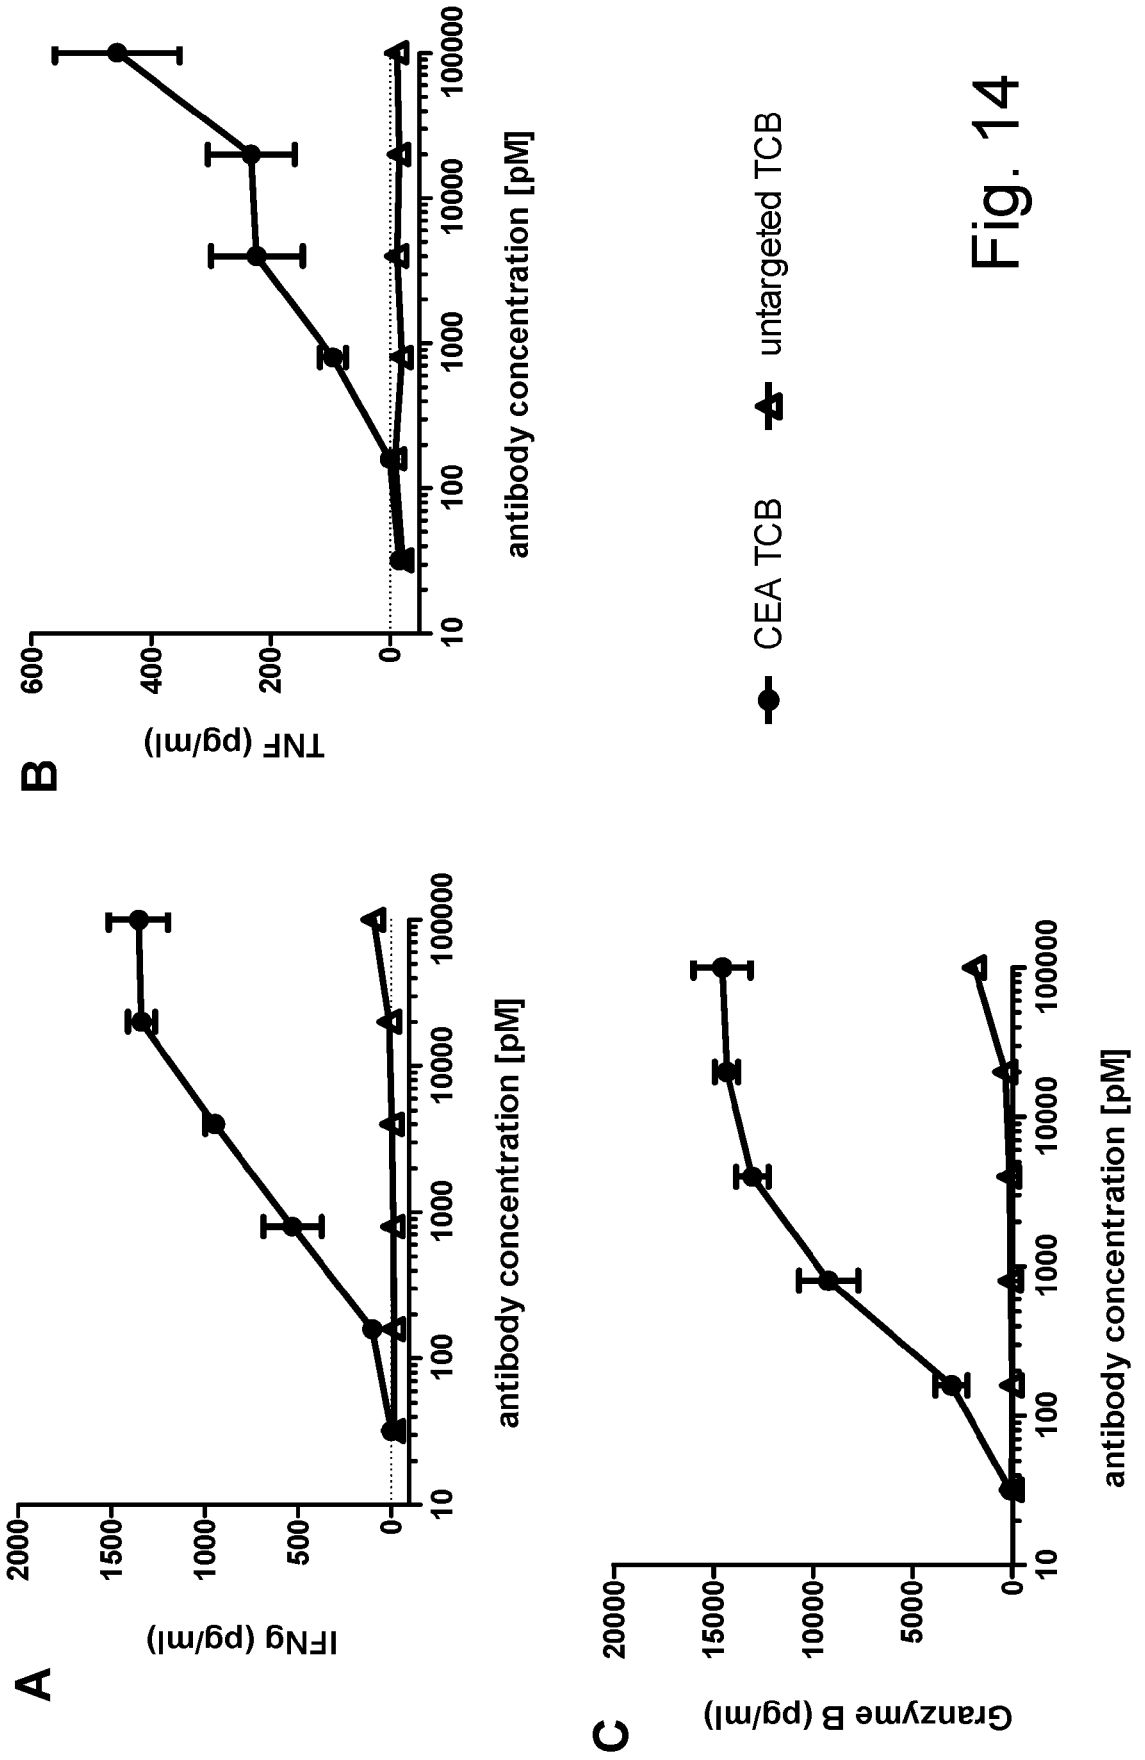 A
IFNg (pg/ml)
2000
1500
1000
500
0
10 100 1000 10000 100000
antibody concentration [pM]
B
TNF (pg/ml)
600
400
200
0
10 100 1000 10000 100000
antibody concentration [pM]
C
Granzyme B (pg/ml)
20000
15000
10000
5000
0
10 100 1000 10000 100000
antibody concentration [pM]
CEA TCB untargeted TCB
Fig. 14